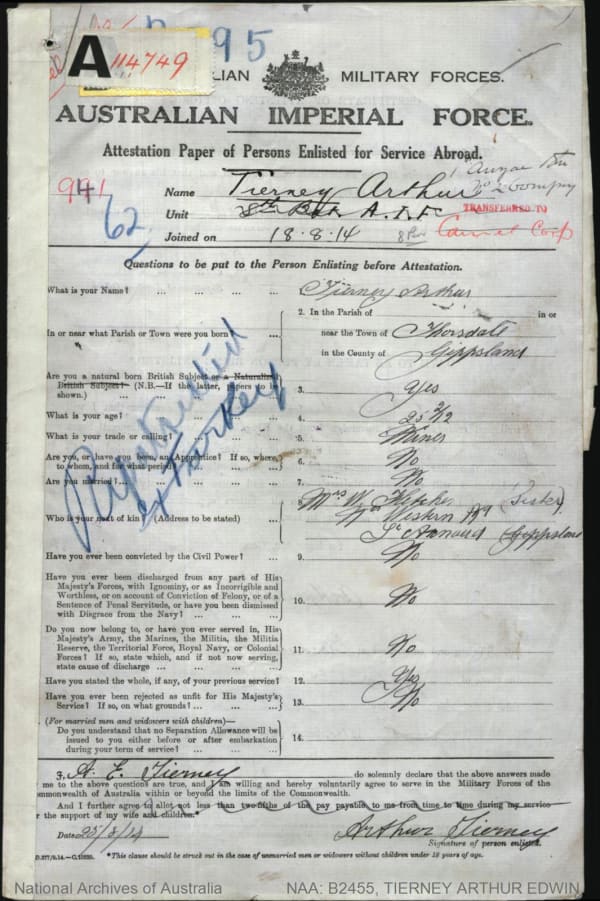 A 114749
95
AUSTRALIAN MILITARY FORCES.
AUSTRALIAN IMPERIAL FORCE.
Attestation Paper of Persons Enlisted for Service Abroad.
991
62
Name Tierney Arthur
No 2 Company
Unit 8th Bat A.I.F.
TRANSFERRED TO
Camel Corp
Joined on 18.8.14
Questions to be put to the Person Enlisting before Attestation.
What is your Name? ... ... ... ... Tierney Arthur
2. In the Parish of in or
In or near what Parish or Town were you born? near the Town of Thorsdale
in the County of Gippsland
Are you a natural born British Subject or a Naturalized
British Subject? (N.B.—If the latter, papers to be
shown.) ... ... ... 3. Yes
What is your age? ... ... ... 4. 25
What is your trade or calling? ... ... 5. Miner
Are you, or have you been, an Apprentice? If so, where,
to whom, and for what period? ... 6. No
Are you married? ... ... 7. No
8. Mrs W. (Sister)
Western Rd
Who is your next of kin? (Address to be stated) ...
St Arnaud Gippsland
Have you ever been convicted by the Civil Power? ... 9. No
Repatriated
ex Turkey
Have you ever been discharged from any part of His
Majesty's Forces, with Ignominy, or as Incorrigible and
Worthless, or on account of Conviction of Felony, or of a
Sentence of Penal Servitude, or have you been dismissed
with Disgrace from the Navy? ... ... 10. No
Do you now belong to, or have you ever served in, His
Majesty's Army, the Marines, the Militia, the Militia
Reserve, the Territorial Force, Royal Navy, or Colonial
Forces? If so, state which, and if not now serving,
state cause of discharge ... ... ... 11. No
Have you stated the whole, if any, of your previous service? 12. Yes
Have you ever been rejected as unfit for His Majesty's
Service? If so, on what grounds? ... ... 13. No
(For married men and widowers with children)—
Do you understand that no Separation Allowance will be
issued to you either before or after embarkation
during your term of service? ... ... 14.
I, A. E. Tierney do solemnly declare that the above answers made
me to the above questions are true, and I am willing and hereby voluntarily agree to serve in the Military Forces of the
ommonwealth of Australia within or beyond the limits of the Commonwealth.
And I further agree to allot not less than two-fifths of the pay payable to me from time to time during my service
r the support of my wife and children.*
Date 25/8/14 Arthur Tierney
Signature of person enlisted.
*This clause should be struck out in the case of unmarried men or widowers without children under 18 years of age.
National Archives of Australia NAA: B2455, TIERNEY ARTHUR EDWIN